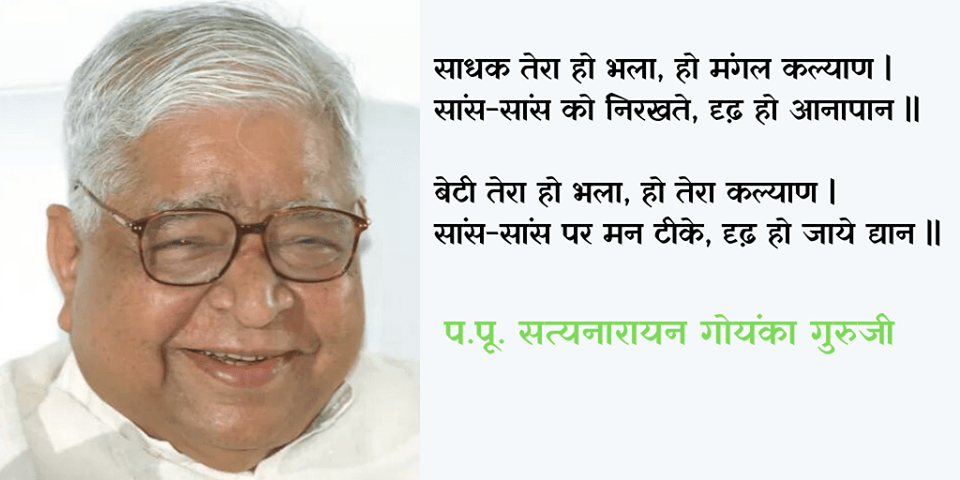 साधक तेरा हो भला, हो मंगल कल्याण।
सांस-सांस को निरखते, दृढ़ हो आनापान॥
बेटी तेरा हो भला, हो तेरा कल्याण।
सांस-सांस पर मन टीके, दृढ़ हो जाये द्यान॥
प.पू. सत्यनारायन गोयंका गुरुजी